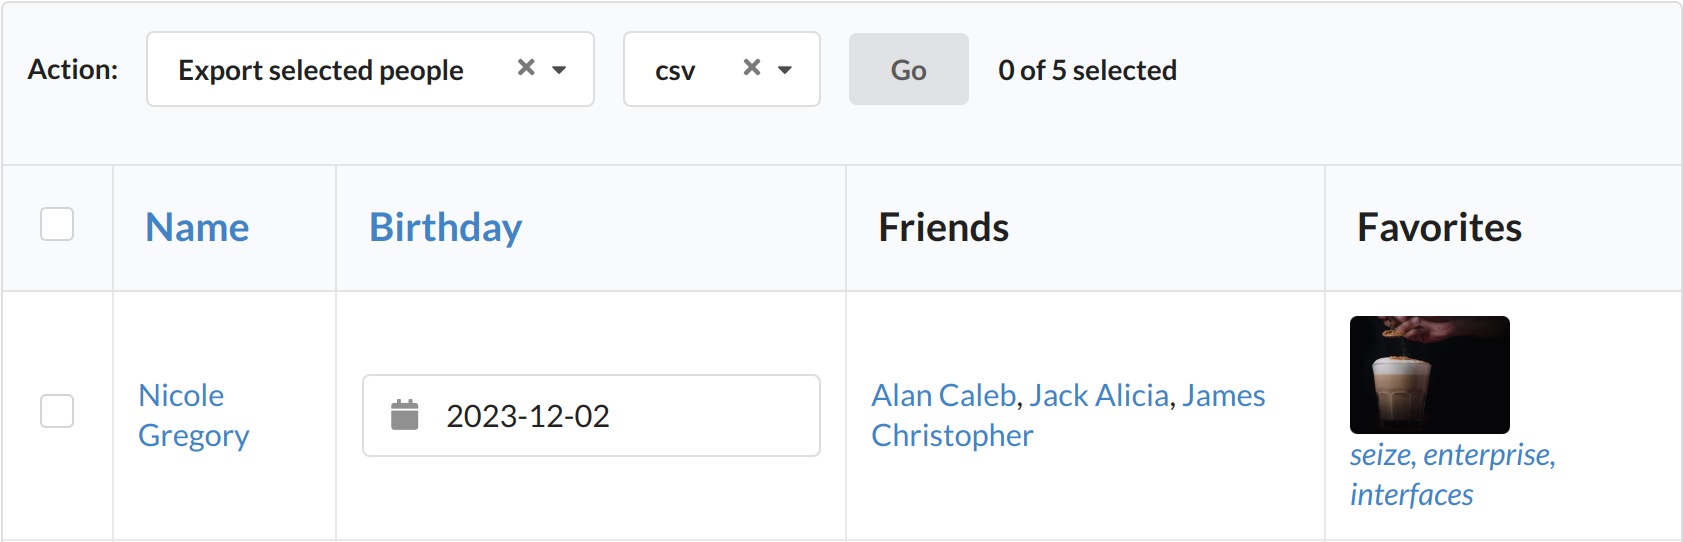 Action: Export selected people csv Go 0 of 5 selected
Name Birthday Friends Favorites
Nicole
Gregory
2023-12-02
Alan Caleb, Jack Alicia, James
Christopher
seize, enterprise,
interfaces